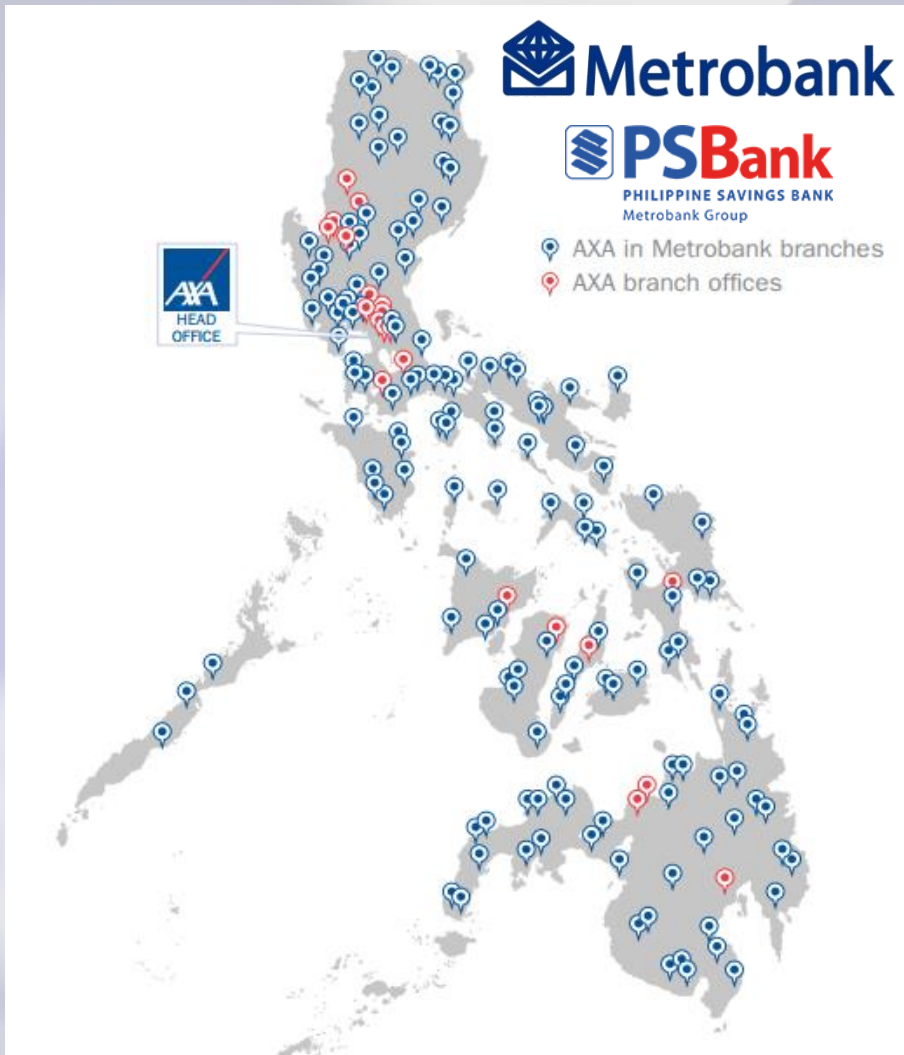 Metrobank
PSBank
PHILIPPINE SAVINGS BANK
Metrobank Group
AXA in Metrobank branches
AXA branch offices
AXA
HEAD
OFFICE